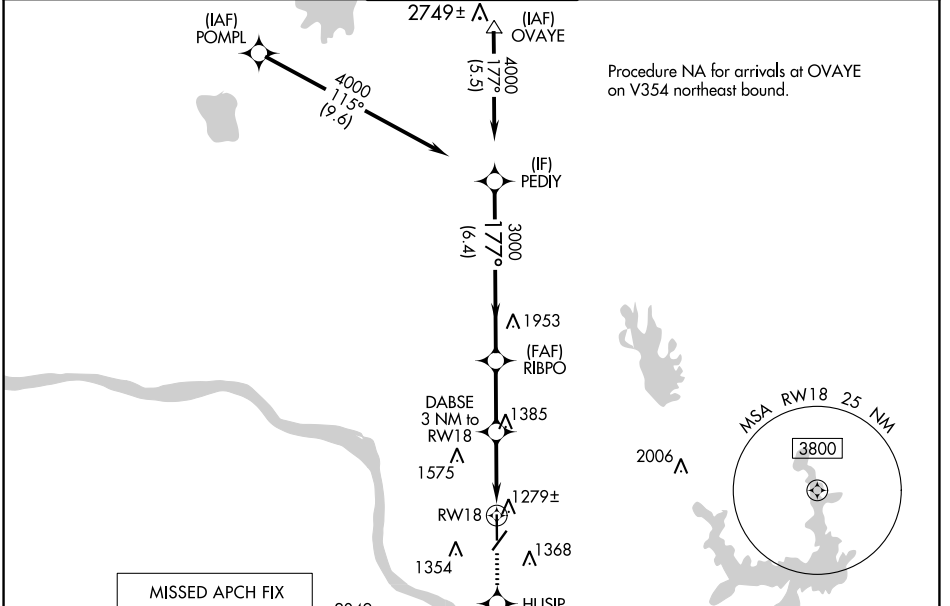 2749±
(IAF)
OVAYE
(IAF)
POMPL
4000
177°
(5.5)
4000
115°
(9.6)
Procedure NA for arrivals at OVAYE
on V354 northeast bound.
(IF)
PEDIY
3000
177°
(6.4)
1953
(FAF)
RIBPO
DABSE
3 NM to
RW18
1385
1575
MSA RW18 25 NM
3800
2006
1279±
RW18
1354
1368
MISSED APCH FIX
HUSIP